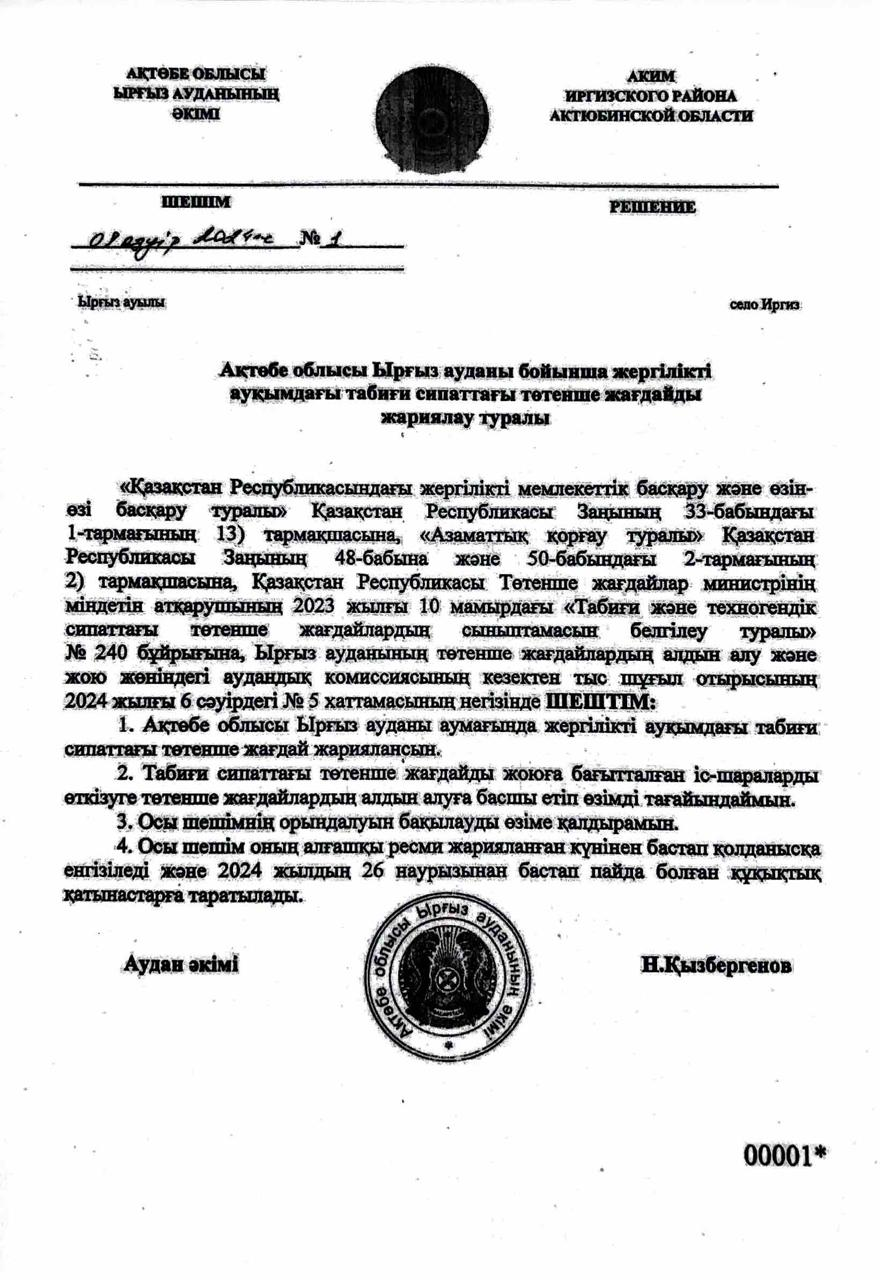 АҚТӨБЕ ОБЛЫСЫ
ЫРҒЫЗ АУДАНЫНЫҢ
ӘКІМІ
АКИМ
ИРГИЗСКОГО РАЙОНА
АКТЮБИНСКОЙ ОБЛАСТИ
ШЕШІМ
РЕШЕНИЕ
сәуір 2024ж № 1
Ырғыз ауылы
село Иргиз
Ақтөбе облысы Ырғыз ауданы бойынша жергілікті
ауқымдағы табиғи сипаттағы төтенше жағдайды
жариялау туралы
«Қазақстан Республикасындағы жергілікті мемлекеттік басқару және өзін-
өзі басқару туралы» Қазақстан Республикасы Заңының 33-бабындағы
1-тармағының 13) тармақшасына, «Азаматтық қорғау туралы» Қазақстан
Республикасы Заңының 48-бабына және 50-бабындағы 2-тармағының
2) тармақшасына, Қазақстан Республикасы Төтенше жағдайлар министрінің
міндетін атқарушының 2023 жылғы 10 мамырдағы «Табиғи және техногендік
сипаттағы төтенше жағдайлардың сыныптамасын белгілеу туралы»
№ 240 бұйрығына, Ырғыз ауданының төтенше жағдайлардың алдын алу және
жою жөніндегі аудандық комиссиясының кезектен тыс шұғыл отырысының
2024 жылғы 6 сәуірдегі № 5 хаттамасының негізінде ШЕШТІМ:
1. Ақтөбе облысы Ырғыз ауданы аумағында жергілікті ауқымдағы табиғи
сипаттағы төтенше жағдай жариялансын.
2. Табиғи сипаттағы төтенше жағдайды жоюға бағытталған іс-шараларды
өткізуге төтенше жағдайлардың алдын алуға басшы етіп өзімді тағайындаймын.
3. Осы шешімнің орындалуын бақылауды өзіме қалдырамын.
4. Осы шешім оның алғашқы ресми жарияланған күнінен бастап қолданысқа
енгізіледі және 2024 жылдың 26 наурызынан бастап пайда болған құқықтық
қатынастарға таратылады.
Аудан әкімі
Ақтөбе облысы Ырғыз ауданының әкімі
Н.Қызбергенов
00001*